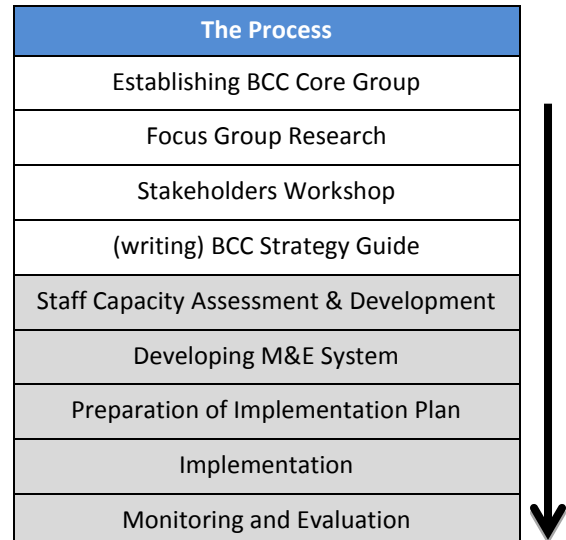 The Process
Establishing BCC Core Group
Focus Group Research
Stakeholders Workshop
(writing) BCC Strategy Guide
Staff Capacity Assessment & Development
Developing M&E System
Preparation of Implementation Plan
Implementation
Monitoring and Evaluation